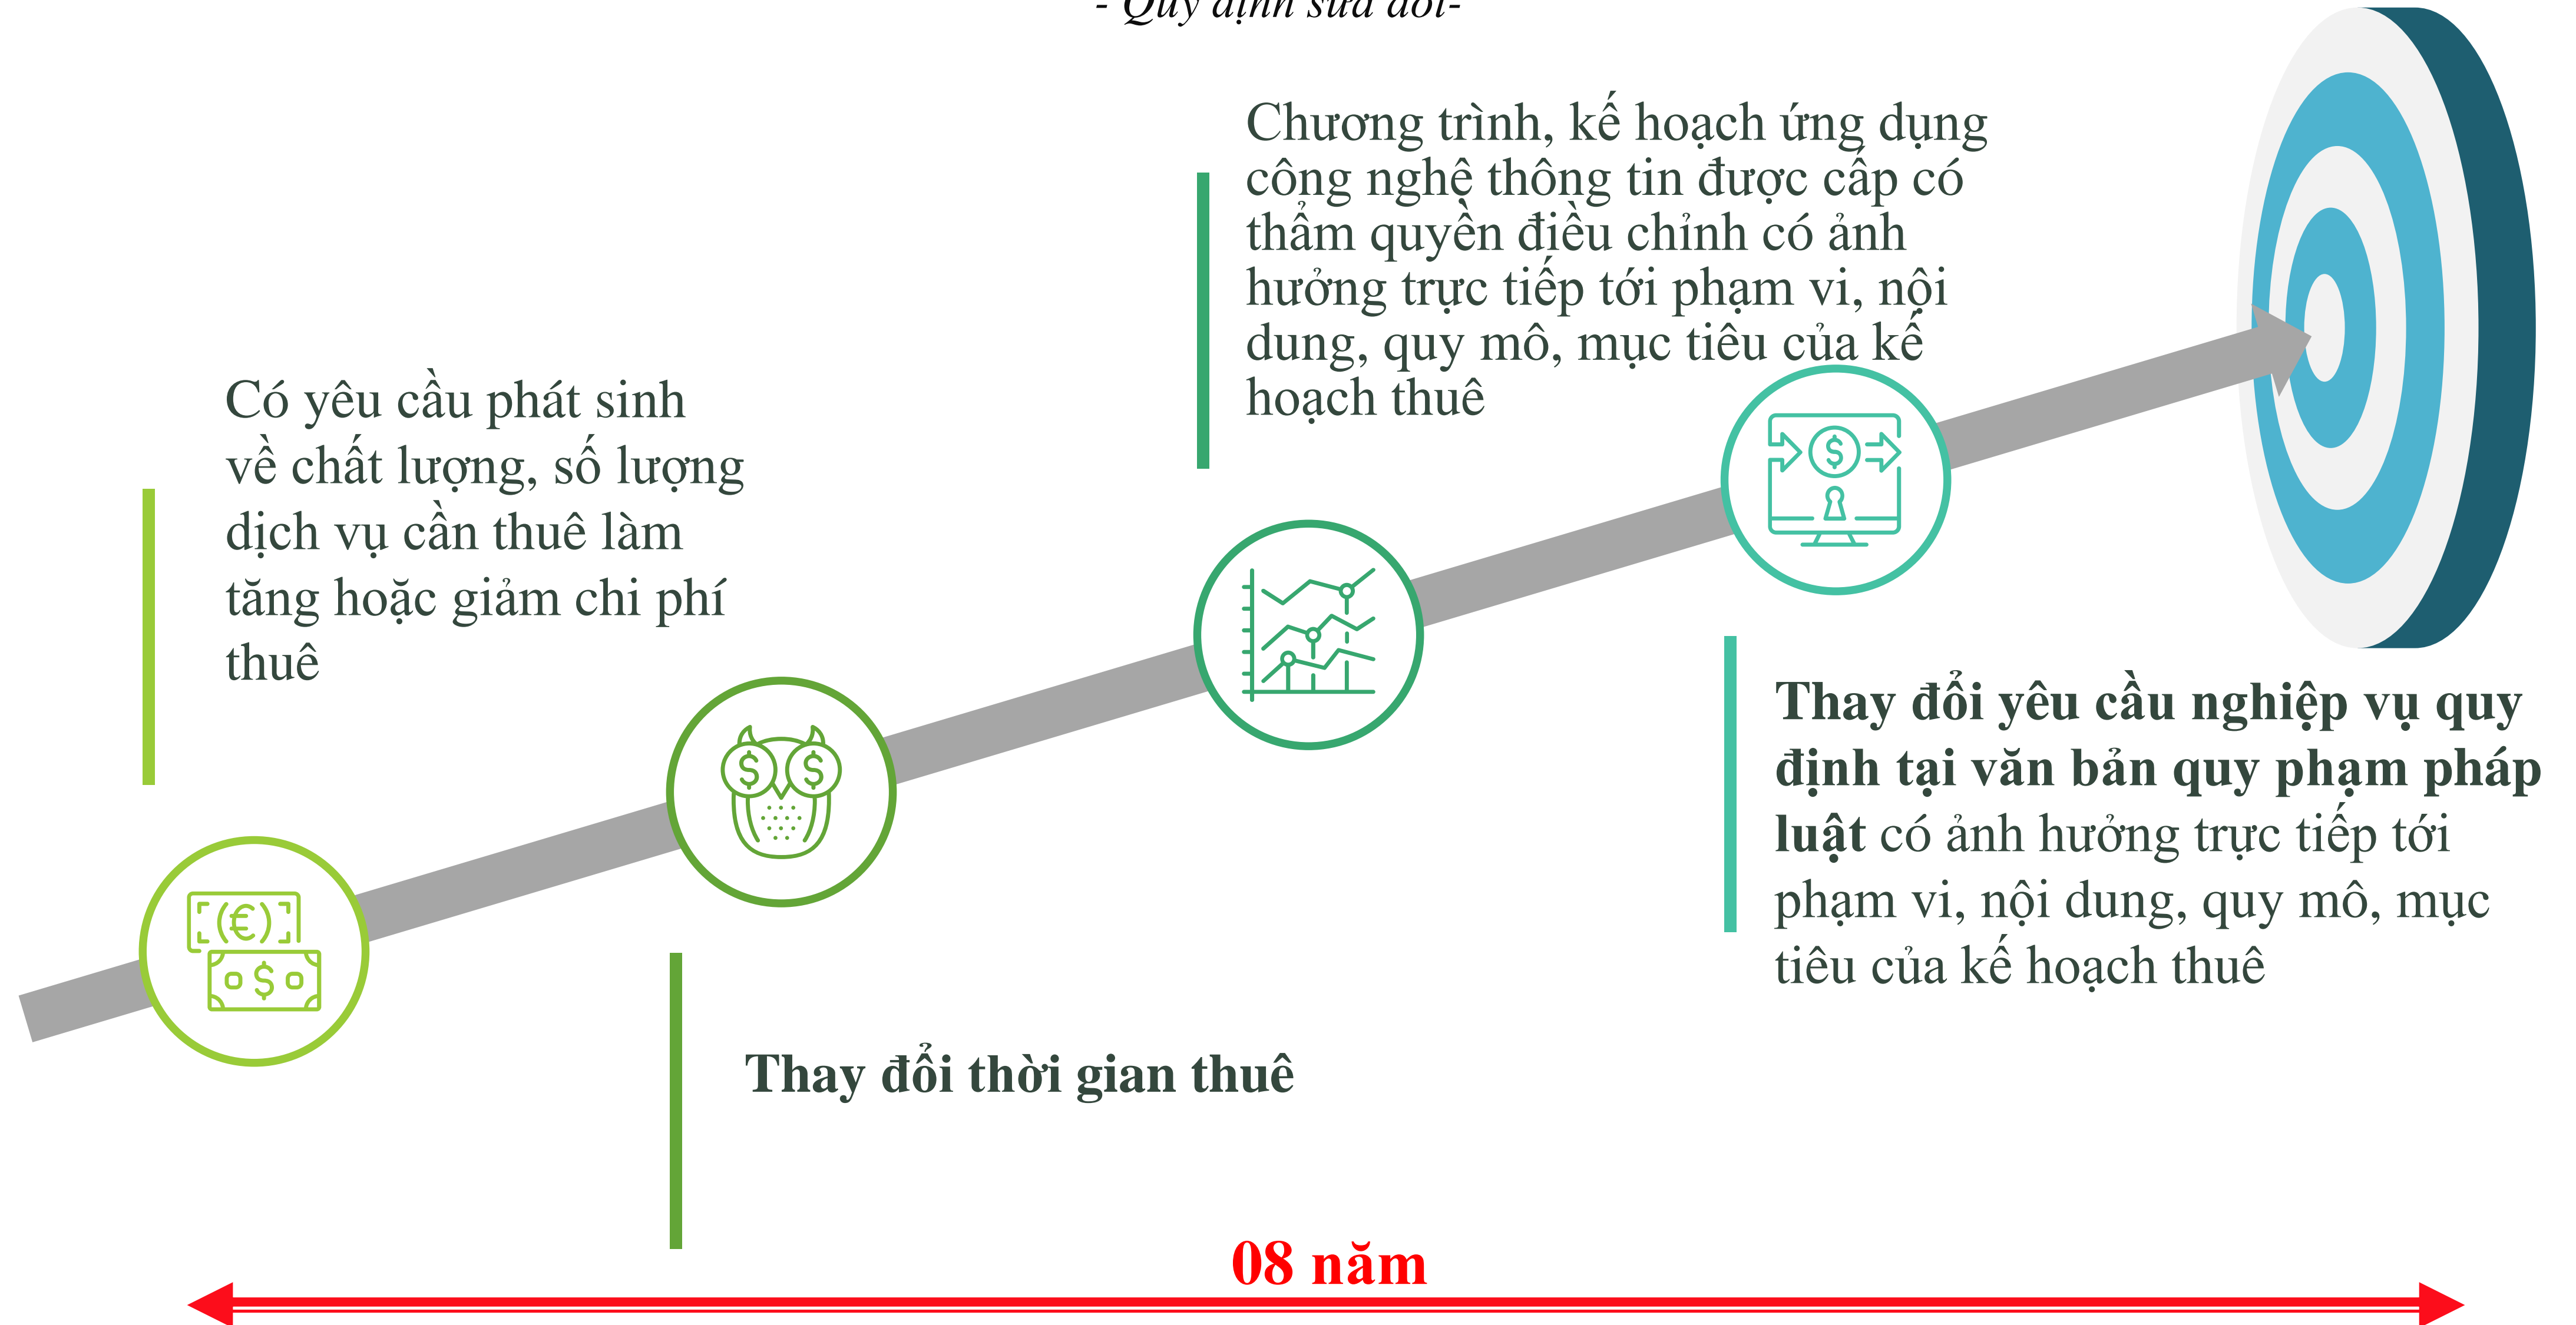 - Quy định sửa đổi-
Chương trình, kế hoạch ứng dụng
công nghệ thông tin được cấp có
thẩm quyền điều chỉnh có ảnh
hưởng trực tiếp tới phạm vi, nội
dung, quy mô, mục tiêu của kế
hoạch thuê
Có yêu cầu phát sinh
về chất lượng, số lượng
dịch vụ cần thuê làm
tăng hoặc giảm chi phí
thuê
Thay đổi yêu cầu nghiệp vụ quy
định tại văn bản quy phạm pháp
luật có ảnh hưởng trực tiếp tới
phạm vi, nội dung, quy mô, mục
tiêu của kế hoạch thuê
Thay đổi thời gian thuê
08 năm